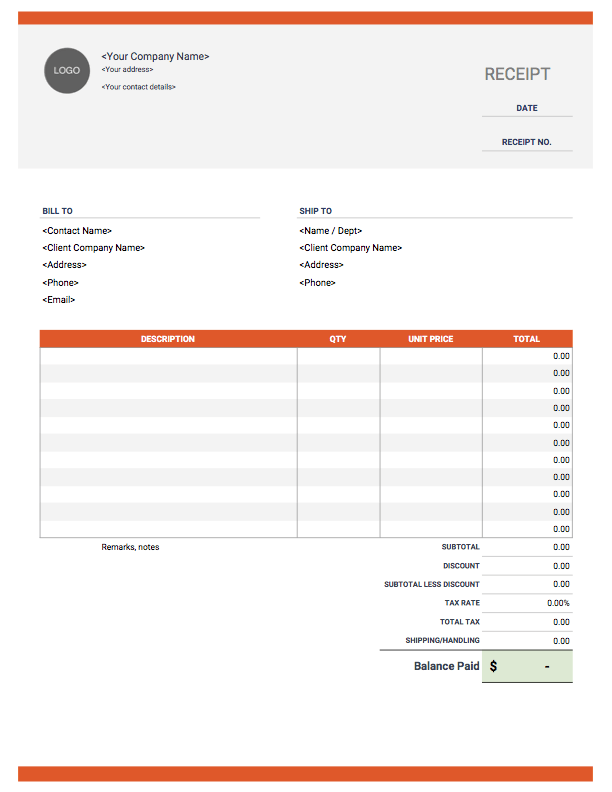 LOGO
<Your Company Name>
<Your address>
<Your contact details>
RECEIPT
DATE
RECEIPT NO.
BILL TO
<Contact Name>
<Client Company Name>
<Address>
<Phone>
<Email>
SHIP TO
<Name / Dept>
<Client Company Name>
<Address>
<Phone>
DESCRIPTION QTY UNIT PRICE TOTAL
0.00
0.00
0.00
0.00
0.00
0.00
0.00
0.00
0.00
0.00
0.00
Remarks, notes
SUBTOTAL 0.00
DISCOUNT 0.00
SUBTOTAL LESS DISCOUNT 0.00
TAX RATE 0.00%
TOTAL TAX 0.00
SHIPPING/HANDLING 0.00
Balance Paid $ -